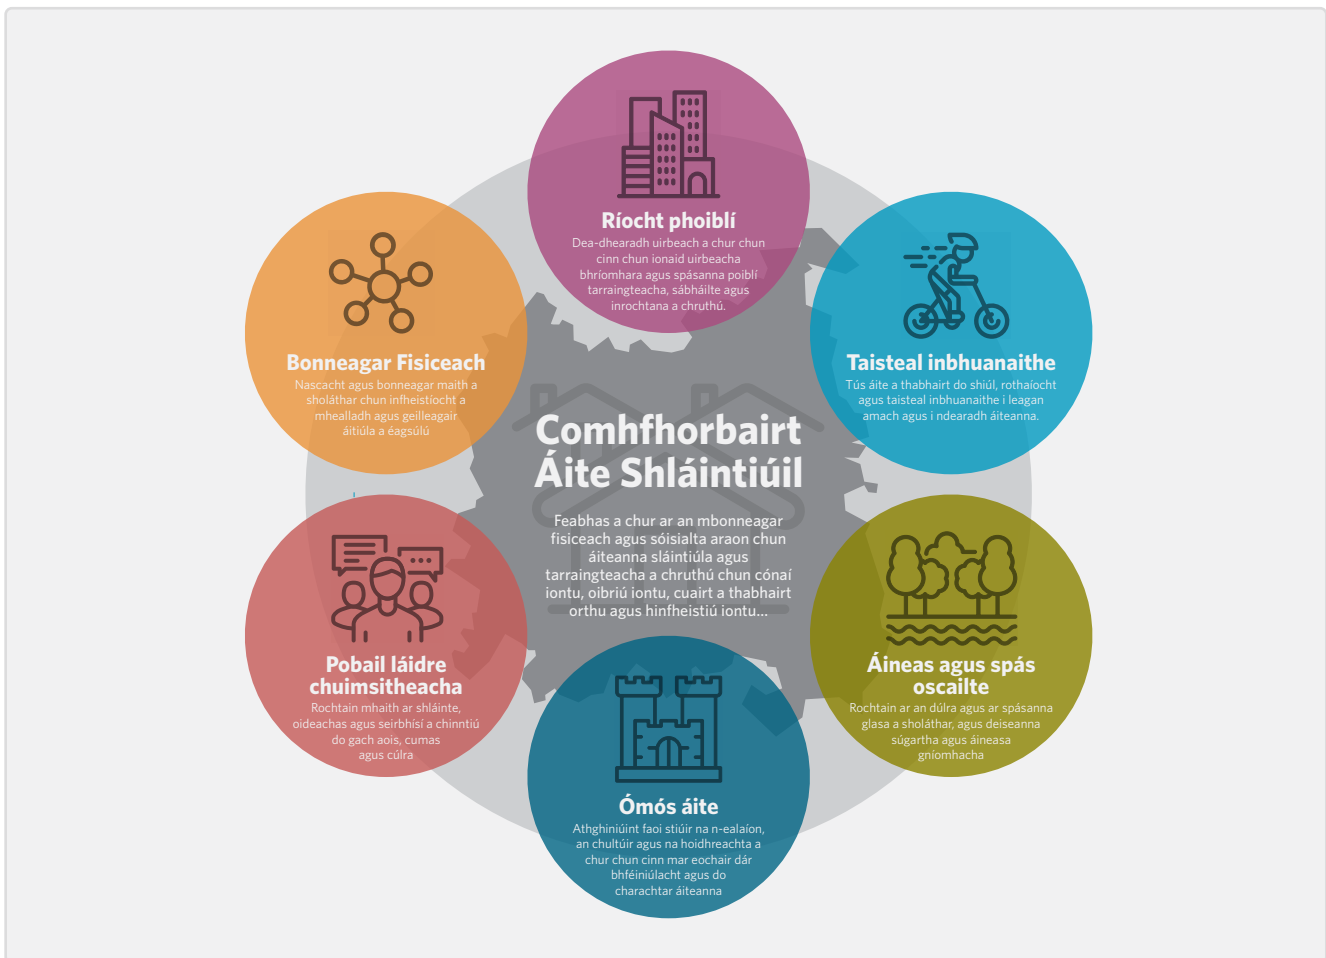 Ríocht phoiblí
Dea-dhearadh uirbeach a chur chun
cinn chun ionaid uirbeacha
bhríomhara agus spásanna poiblí
tarraingteacha, sábháilte agus
inrochtana a chruthú.
Bonneagar Fisiceach
Nascacht agus bonneagar maith a
sholáthar chun infheistíocht a
mhealladh agus geilleagair
áitiúla a éagsúlú
Taisteal inbhuanaithe
Tús áite a thabhairt do shiúl, rothaíocht
agus taisteal inbhuanaithe i leagan
amach agus i ndearadh áiteanna.
Comhfhorbairt
Áite Shláintiúil
Feabhas a chur ar an mbonneagar
fisiceach agus sóisialta araon chun
áiteanna sláintiúla agus
tarraingteacha a chruthú chun cónaí
iontu, oibriú iontu, cuairt a thabhairt
orthu agus hinfheistiú iontu...
Pobail láidre
chuimsitheacha
Rochtain mhaith ar shláinte,
oideachas agus seirbhísí a chinntiú
do gach aois, cumas
agus cúlra
Áineas agus spás
oscailte
Rochtain ar an dúlra agus ar spásanna
glasa a sholáthar, agus deiseanna
súgartha agus áineasa
gníomhacha
Ómós áite
Athghiniúint faoi stiúir na n-ealaíon,
an chultúir agus na hoidhreachta a
chur chun cinn mar eochair dár
bhféiniúlacht agus do
charachtar áiteanna